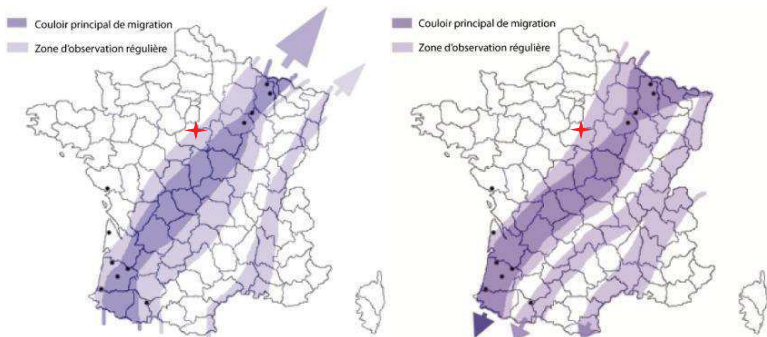 Couloir principal de migration
Zone d'observation régulière
Couloir principal de migration
Zone d'observation régulière